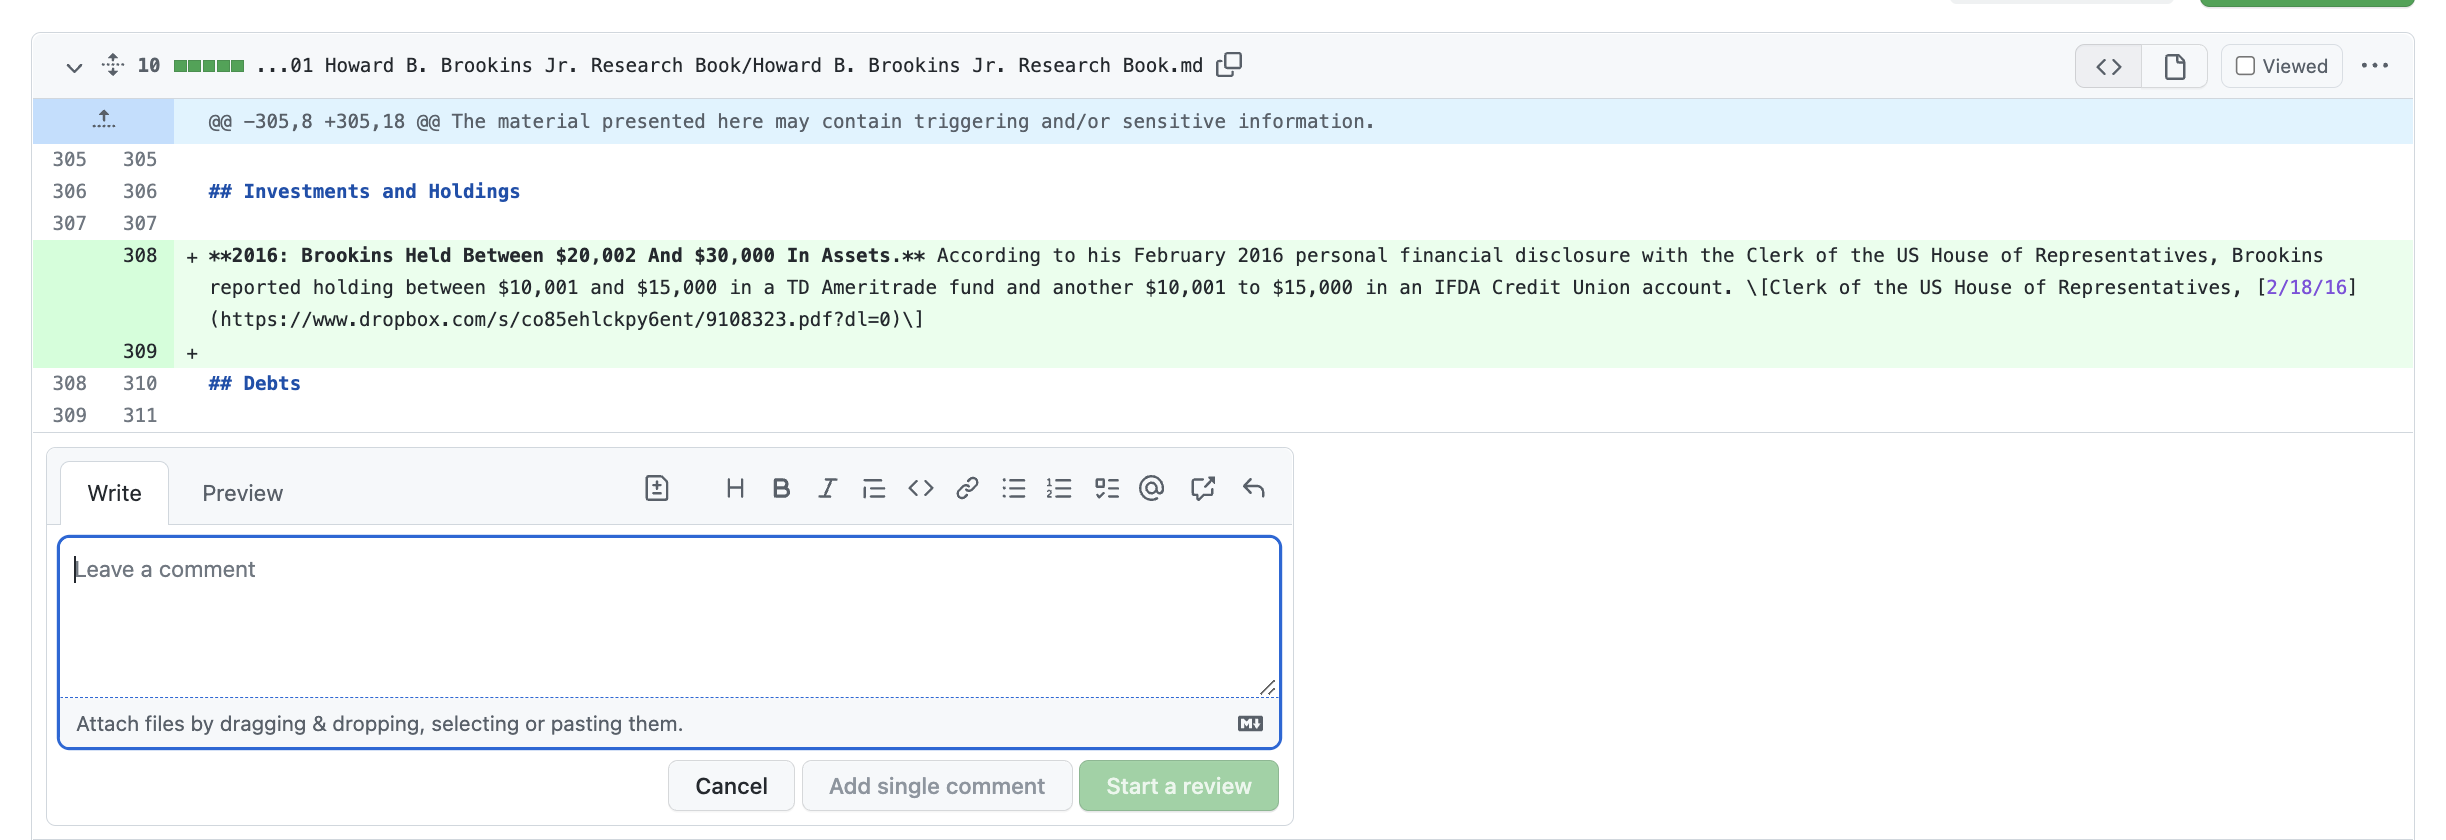 10 ...01 Howard B. Brookins Jr. Research Book/Howard B. Brookins Jr. Research Book.md Viewed
@@ -305,8 +305,18 @@ The material presented here may contain triggering and/or sensitive information.
305 305
306 306 ## Investments and Holdings
307 307
308 + **2016: Brookins Held Between $20,002 And $30,000 In Assets.** According to his February 2016 personal financial disclosure with the Clerk of the US House of Representatives, Brookins
reported holding between $10,001 and $15,000 in a TD Ameritrade fund and another $10,001 to $15,000 in an IFDA Credit Union account. \[Clerk of the US House of Representatives, [2/18/16]
(https://www.dropbox.com/s/co85ehlckpy6ent/9108323.pdf?dl=0)\]
309 +
308 310 ## Debts
309 311
Write Preview
Leave a comment
Attach files by dragging & dropping, selecting or pasting them.
Cancel Add single comment Start a review